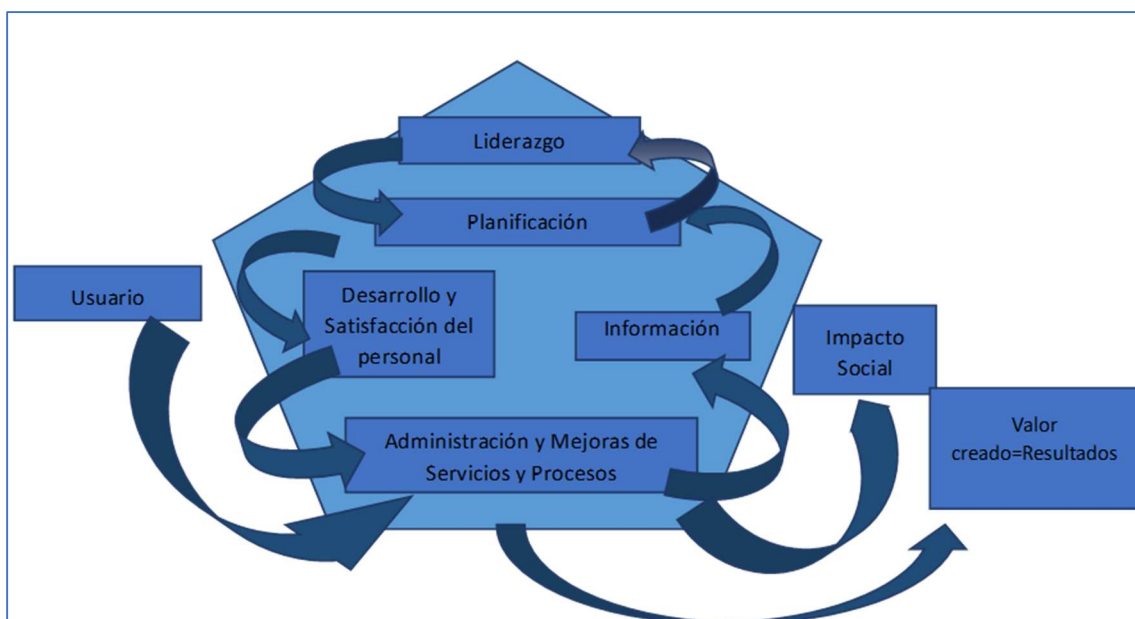 Liderazgo
Planificación
Usuario
Desarrollo y
Satisfacción del
personal
Información
Impacto
Social
Administración y Mejoras de
Servicios y Procesos
Valor
creado=Resultados